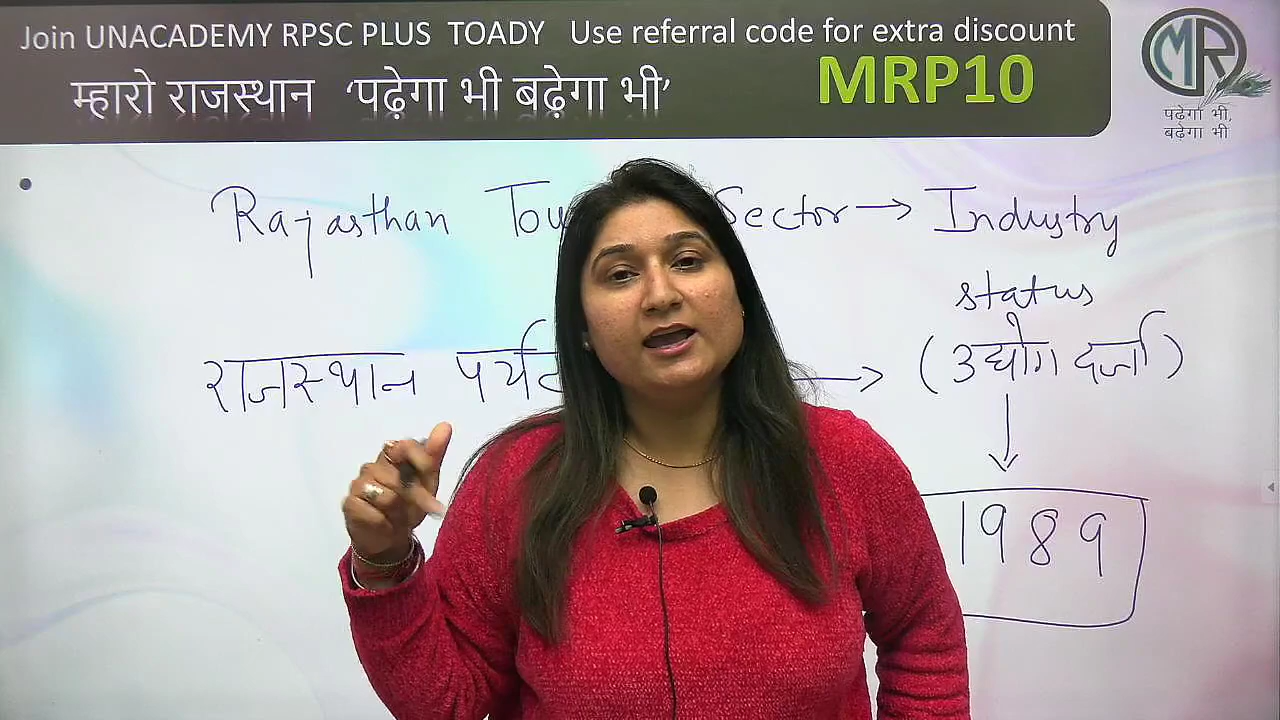 Join UNACADEMY RPSC PLUS TOADY Use referral code for extra discount
म्हारो राजस्थान ‘पढ़ेगा भी बढ़ेगा भी’ MRP10
MR
पढेगा भी,
बढ़ेगा भी
Rajasthan Sector → Industry
status
राजस्थान → (उद्योग दर्जा)
↓
1989